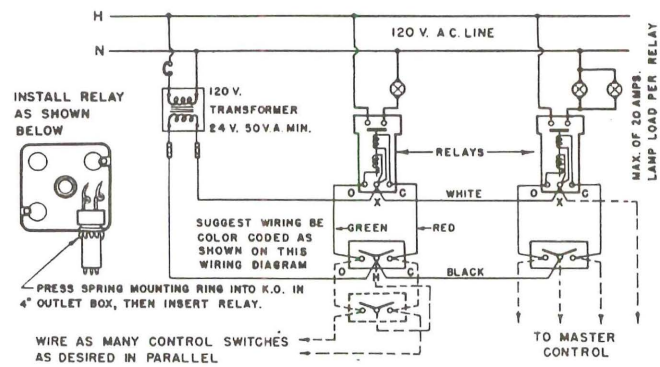 H
N
120 V. A C. LINE
INSTALL RELAY
AS SHOWN
BELOW
120 V.
TRANSFORMER
24 V. 50 V.A. MIN.
MAX. OF 20 AMPS.
LAMP LOAD PER RELAY
RELAYS
O
C
O
C
X
WHITE
X
SUGGEST WIRING BE
COLOR CODED AS
SHOWN ON THIS
WIRING DIAGRAM
GREEN
RED
O
M
C
BLACK
PRESS SPRING MOUNTING RING INTO K.O. IN
4" OUTLET BOX, THEN INSERT RELAY.
WIRE AS MANY CONTROL SWITCHES
AS DESIRED IN PARALLEL
TO MASTER
CONTROL